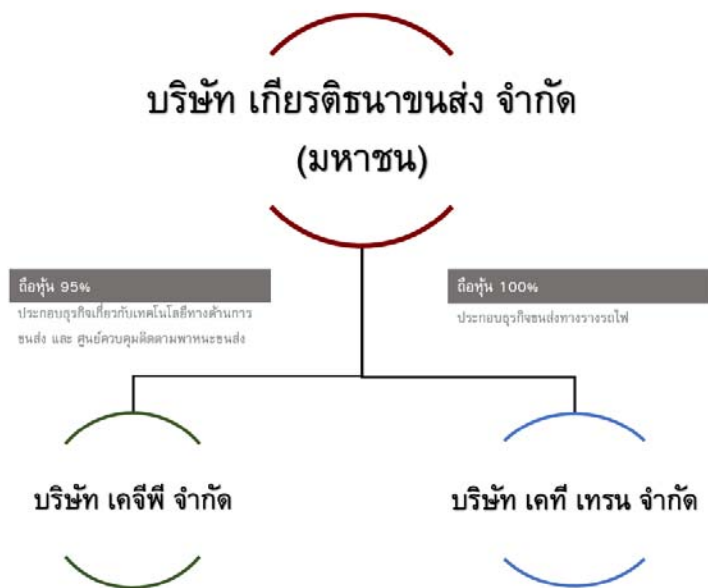 บริษัท เกียรติธนาขนส่ง จำกัด
(มหาชน)
ถือหุ้น 95%
ประกอบธุรกิจเกี่ยวกับเทคโนโลยีทางด้านการ
ขนส่ง และ ศูนย์ควบคุมติดตามพาหนะขนส่ง
ถือหุ้น 100%
ประกอบธุรกิจขนส่งทางรางรถไฟ
บริษัท เคจีพี จำกัด
บริษัท เคที เทรน จำกัด